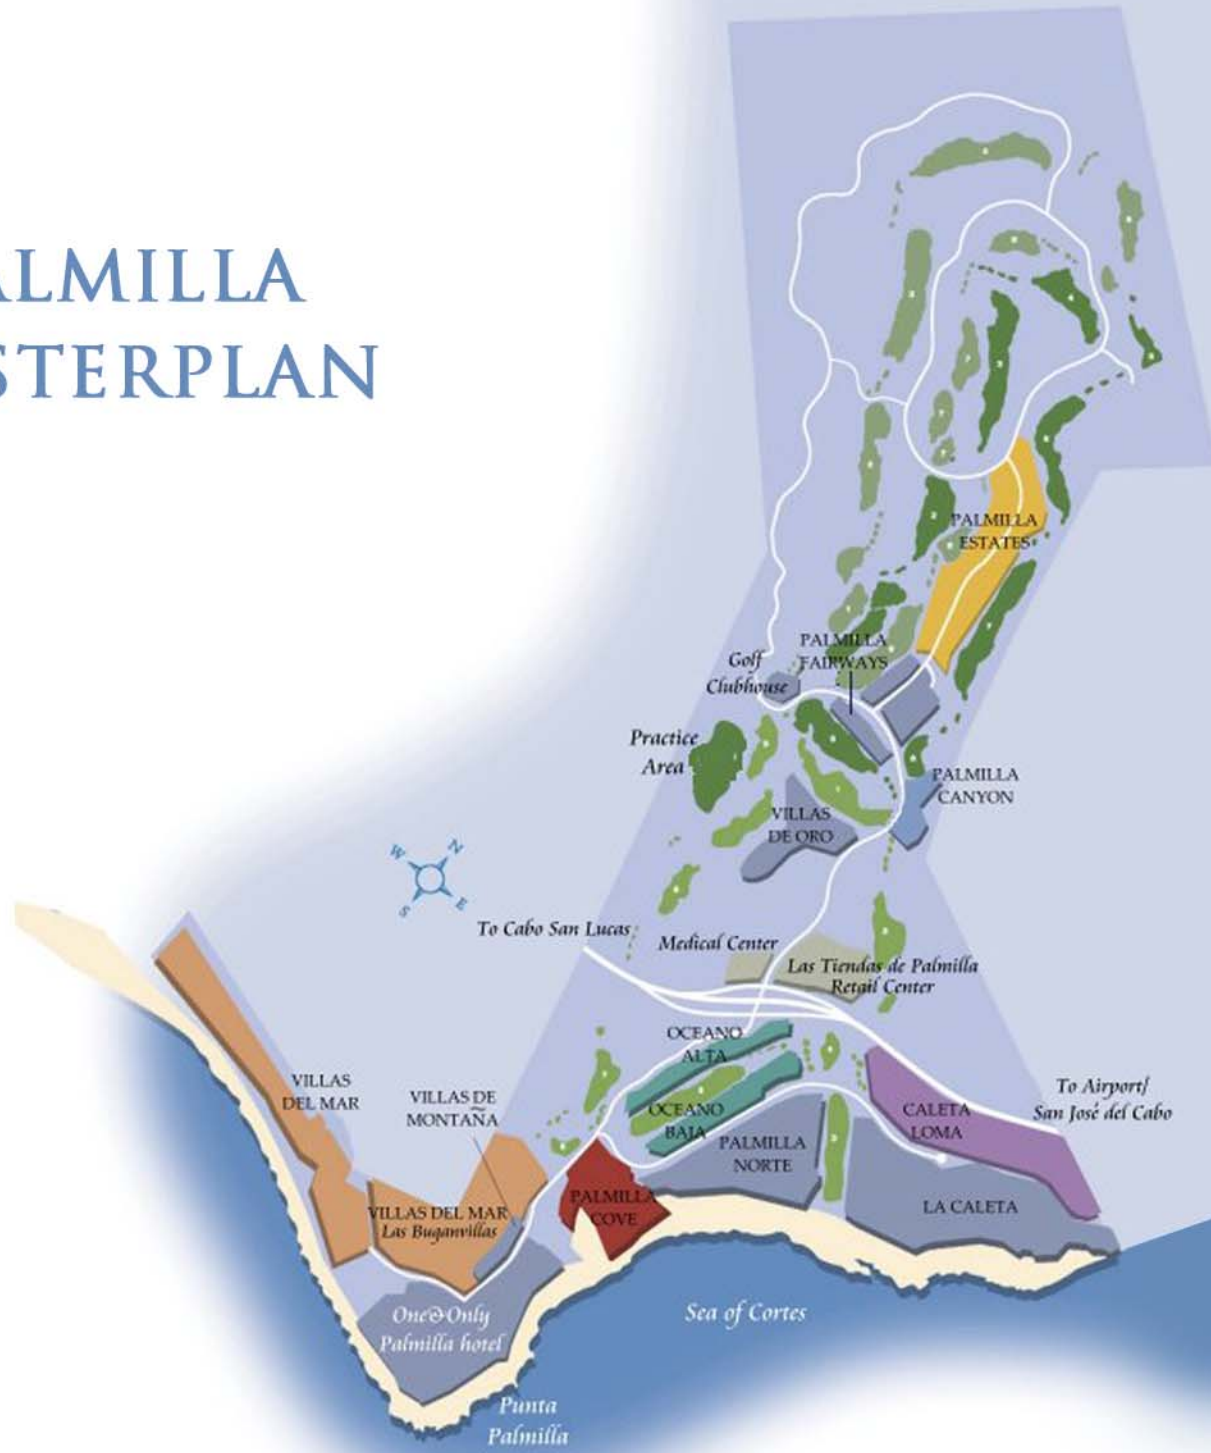 ALMILLA
STERPLAN
PALMILLA
ESTATES
PALMILLA
FAIRWAYS
Golf
Clubhouse
Practice
Area
PALMILLA
CANYON
VILLAS
DE ORO
W
N
S
E
To Cabo San Lucas
Medical Center
Las Tiendas de Palmilla
Retail Center
OCEANO
ALTA
VILLAS
DEL MAR
VILLAS DE
MONTAÑA
OCEANO
BAJA
CALETA
LOMA
To Airport/
San José del Cabo
PALMILLA
NORTE
PALMILLA
COVE
LA CALETA
VILLAS DEL MAR
Las Buganvillas
One&Only
Palmilla hotel
Sea of Cortes
Punta
Palmilla